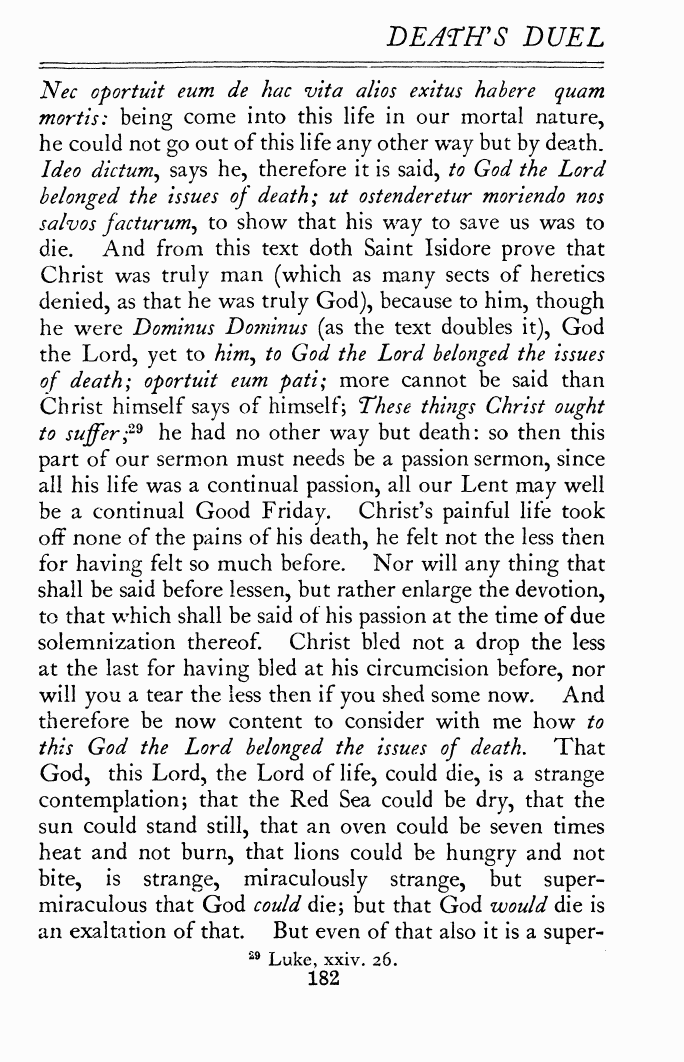 DEATH'S DUEL
Nec oportuit eum de hac vita alios exitus habere quam
mortis: being come into this life in our mortal nature,
he could not go out of this life any other way but by death.
Ideo dictum, says he, therefore it is said, to God the Lord
belonged the issues of death; ut ostenderetur moriendo nos
salvos facturum, to show that his way to save us was to
die. And from this text doth Saint Isidore prove that
Christ was truly man (which as many sects of heretics
denied, as that he was truly God), because to him, though
he were Dominus Dominus (as the text doubles it), God
the Lord, yet to him, to God the Lord belonged the issues
of death; oportuit eum pati; more cannot be said than
Christ himself says of himself; These things Christ ought
to suffer;²⁹ he had no other way but death: so then this
part of our sermon must needs be a passion sermon, since
all his life was a continual passion, all our Lent may well
be a continual Good Friday. Christ's painful life took
off none of the pains of his death, he felt not the less then
for having felt so much before. Nor will any thing that
shall be said before lessen, but rather enlarge the devotion,
to that which shall be said of his passion at the time of due
solemnization thereof. Christ bled not a drop the less
at the last for having bled at his circumcision before, nor
will you a tear the less then if you shed some now. And
therefore be now content to consider with me how to
this God the Lord belonged the issues of death. That
God, this Lord, the Lord of life, could die, is a strange
contemplation; that the Red Sea could be dry, that the
sun could stand still, that an oven could be seven times
heat and not burn, that lions could be hungry and not
bite, is strange, miraculously strange, but super-
miraculous that God could die; but that God would die is
an exaltation of that. But even of that also it is a super-
²⁹ Luke, xxiv. 26.
182